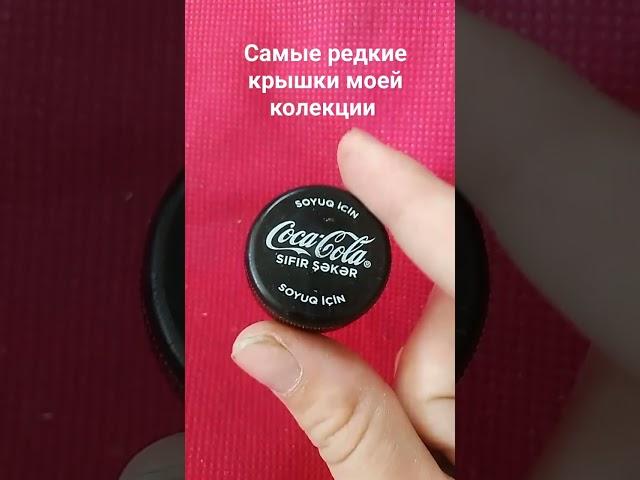 Самые редкие
крышки моей
колекции
SOYUQ İÇİN
Coca-Cola®
SIFIR ŞƏKƏR
SOYUQ İÇİN